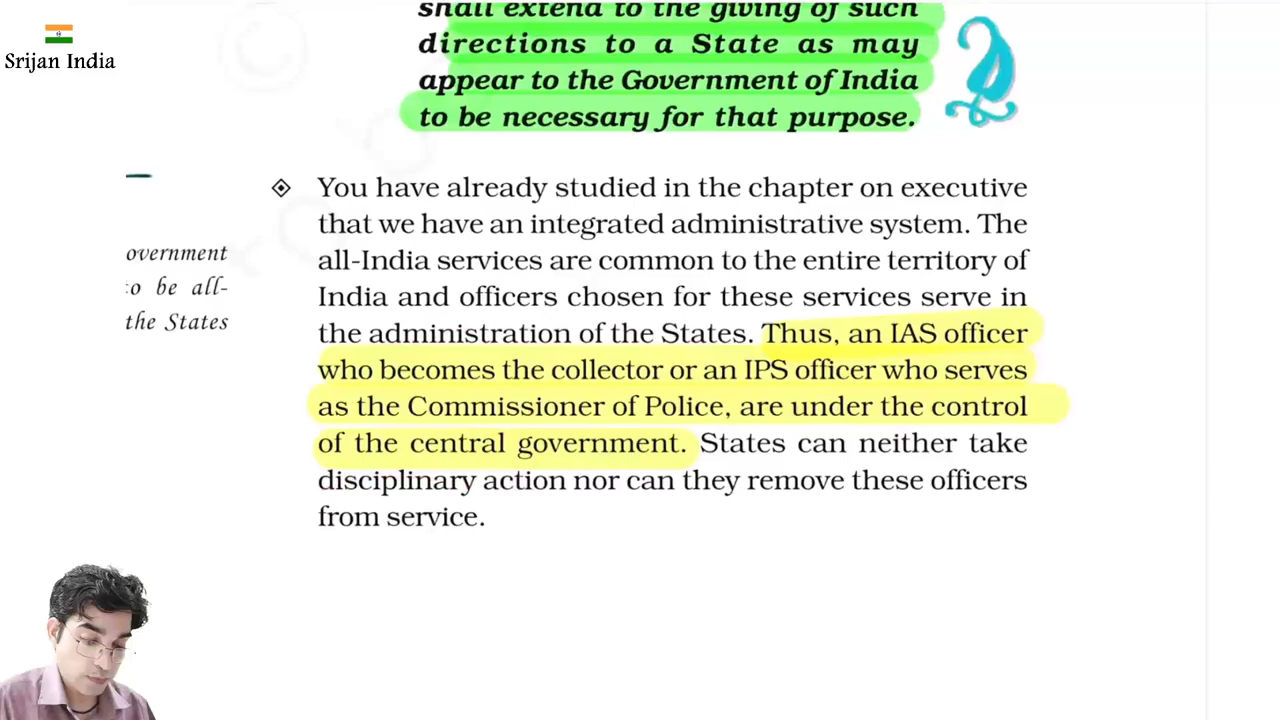 Srijan India
shall extend to the giving of such
directions to a State as may
appear to the Government of India
to be necessary for that purpose.
overnment
o be all-
the States
You have already studied in the chapter on executive
that we have an integrated administrative system. The
all-India services are common to the entire territory of
India and officers chosen for these services serve in
the administration of the States. Thus, an IAS officer
who becomes the collector or an IPS officer who serves
as the Commissioner of Police, are under the control
of the central government. States can neither take
disciplinary action nor can they remove these officers
from service.